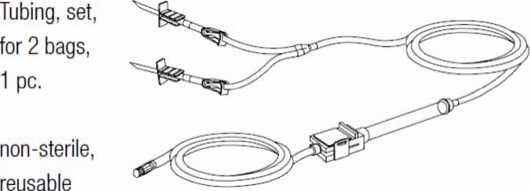 Tubing, set,
for 2 bags,
1 pc.
non-sterile,
reusable